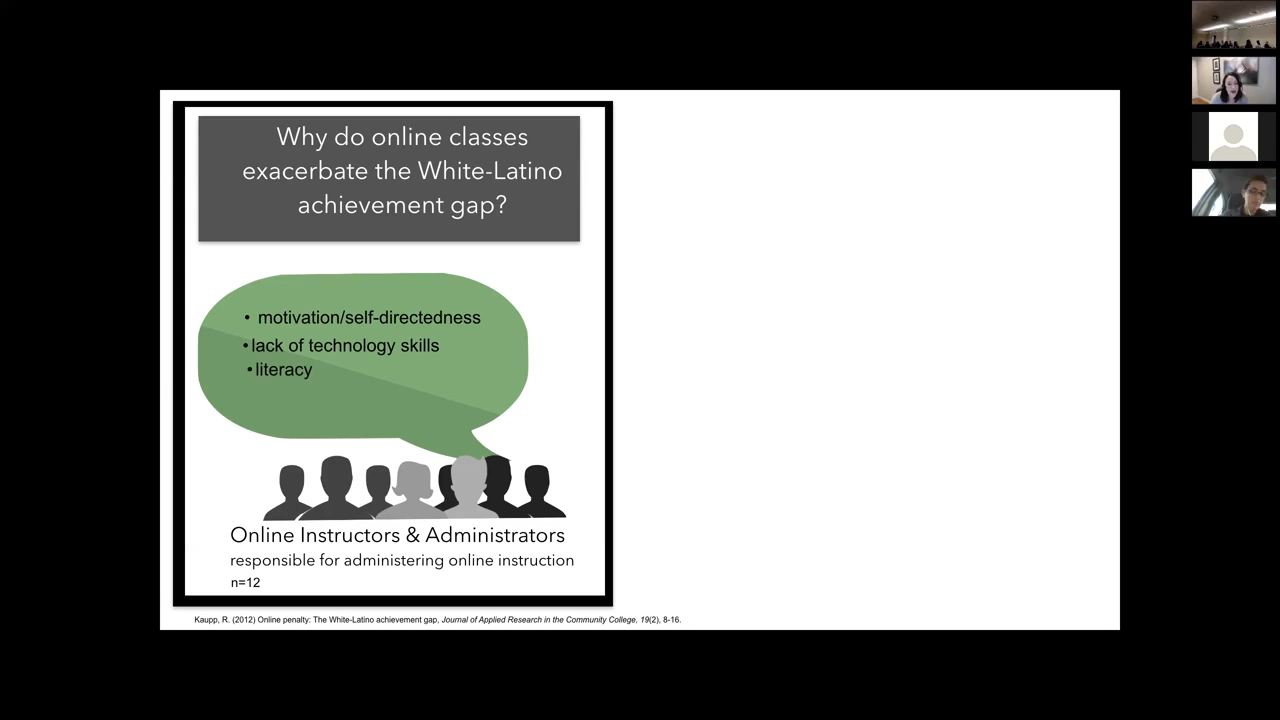 Why do online classes
exacerbate the White-Latino
achievement gap?
• motivation/self-directedness
• lack of technology skills
• literacy
Online Instructors & Administrators
responsible for administering online instruction
n=12
Kaupp, R. (2012) Online penalty: The White-Latino achievement gap, Journal of Applied Research in the Community College, 19(2), 8-16.